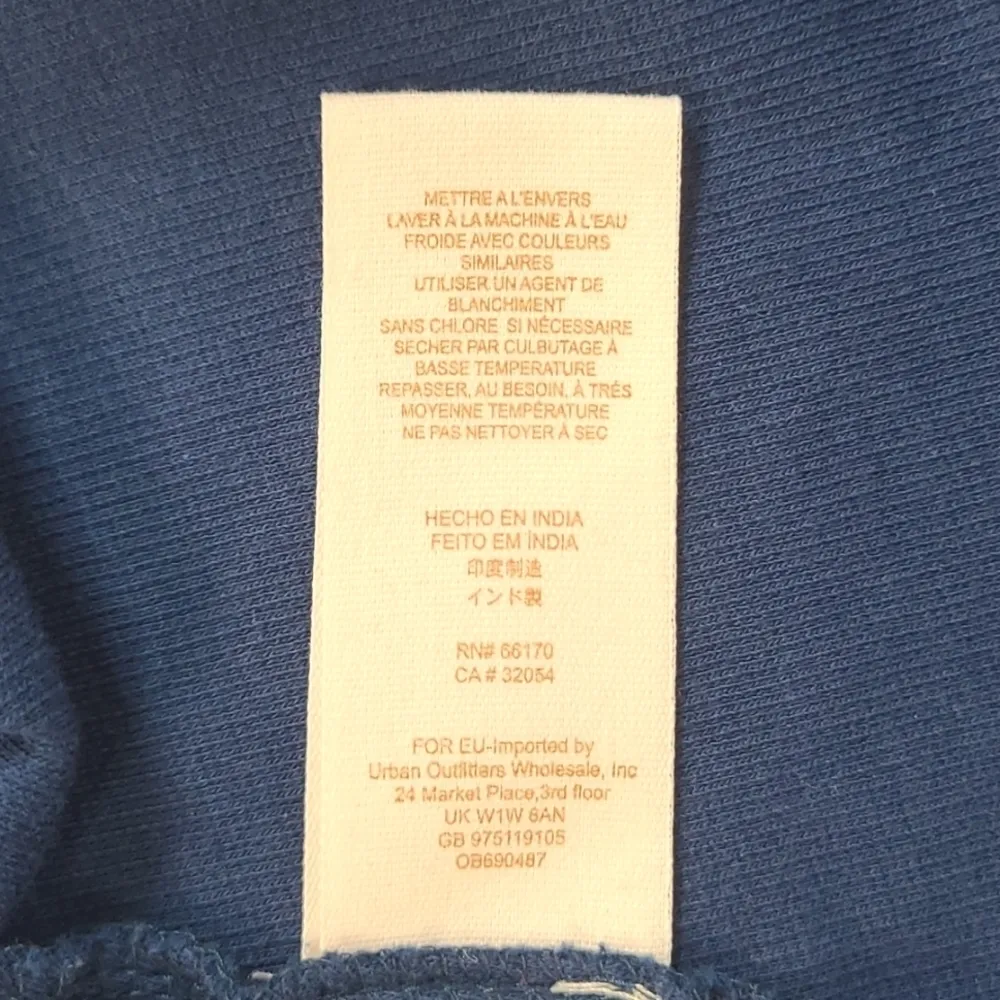 METTRE A L'ENVERS
LAVER À LA MACHINE À L'EAU
FROIDE AVEC COULEURS
SIMILAIRES
UTILISER UN AGENT DE
BLANCHIMENT
SANS CHLORE SI NÉCESSAIRE
SECHER PAR CULBUTAGE À
BASSE TEMPERATURE
REPASSER, AU BESOIN, À TRÉS
MOYENNE TEMPÉRATURE
NE PAS NETTOYER À SEC
HECHO EN INDIA
FEITO EM ÍNDIA
印度制造
インド製
RN# 66170
CA # 32054
FOR EU-Imported by
Urban Outfitters Wholesale, Inc
24 Market Place,3rd floor
UK W1W 8AN
GB 975119105
OB690487